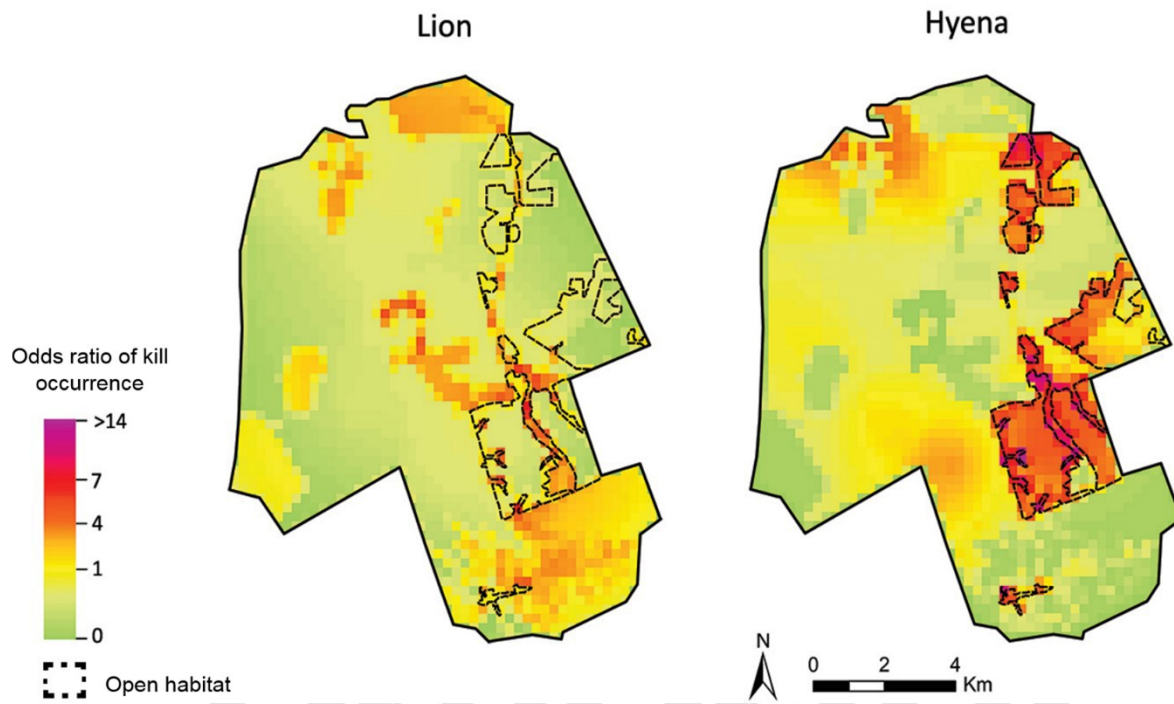 Lion
Hyena
Odds ratio of kill
occurrence
>14
7
4
1
0
Open habitat
N
0 2 4
Km